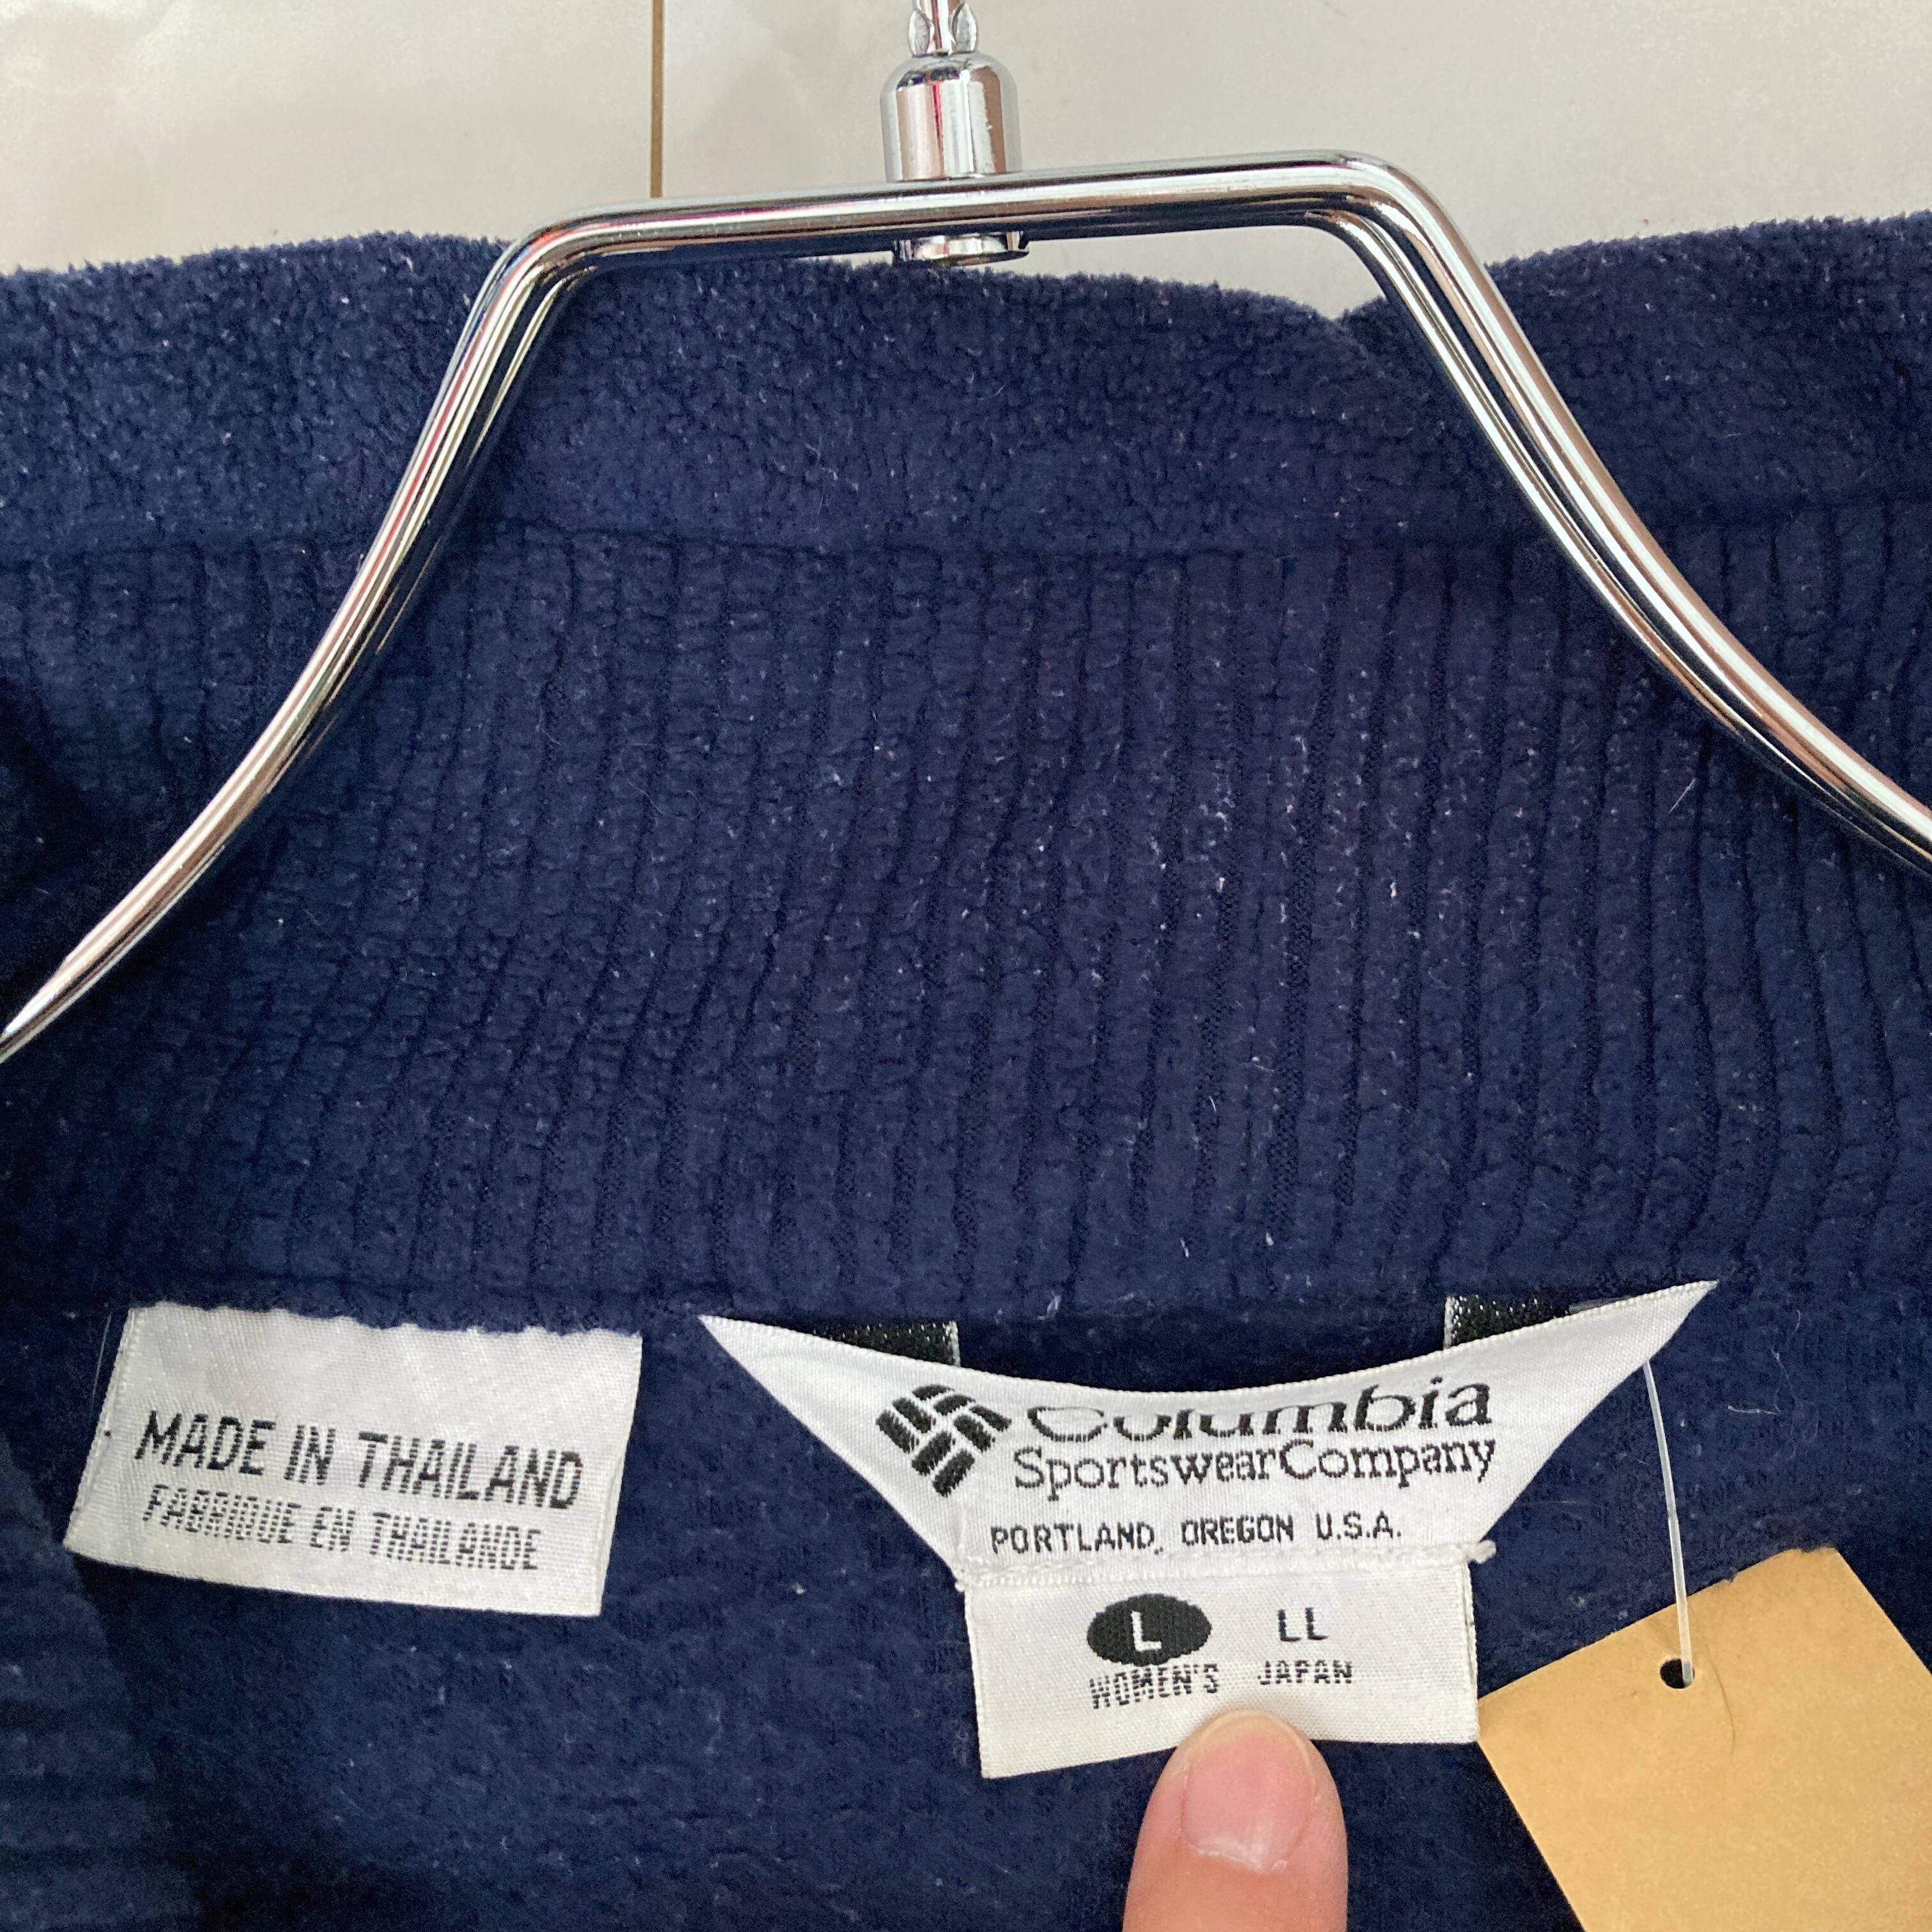 MADE IN THAILAND
FABRIQUE EN THAILANDE
Columbia
SportswearCompany
PORTLAND, OREGON U.S.A.
L LL
WOMEN'S JAPAN